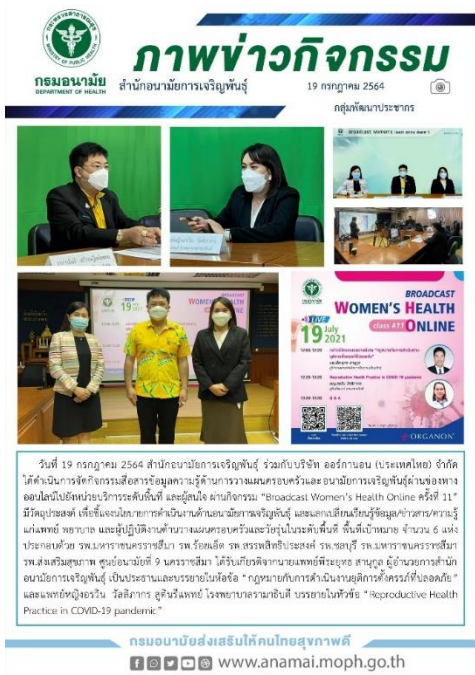 กระทรวงสาธารณสุข
MINISTRY OF PUBLIC HEALTH
ภาพข่าวกิจกรรม
กรมอนามัย
DEPARTMENT OF HEALTH
สำนักอนามัยการเจริญพันธุ์
19 กรกฎาคม 2564
กลุ่มพัฒนาประชากร
BROADCAST
WOMEN'S HEALTH
class #11 ONLINE
LIVE
19 July
2021
Reproductive Health Practice in COVID-19 pandemic
Q & A
ORGANON
วันที่ 19 กรกฎาคม 2564 สำนักอนามัยการเจริญพันธุ์ ร่วมกับบริษัท ออร์กานอน (ประเทศไทย) จำกัด
ได้ดำเนินการจัดกิจกรรมสื่อสารข้อมูลความรู้ด้านการวางแผนครอบครัวและอนามัยการเจริญพันธุ์ผ่านช่องทาง
ออนไลน์ไปยังหน่วยบริการระดับพื้นที่ และผู้สนใจ ผ่านกิจกรรม "Broadcast Women's Health Online ครั้งที่ 11"
มีวัตถุประสงค์ เพื่อชี้แจงนโยบายการดำเนินงานด้านอนามัยการเจริญพันธุ์ และแลกเปลี่ยนเรียนรู้ข้อมูล/ข่าวสาร/ความรู้
แก่แพทย์ พยาบาล และผู้ปฏิบัติงานด้านวางแผนครอบครัวและวัยรุ่นในระดับพื้นที่ พื้นที่เป้าหมาย จำนวน 6 แห่ง
ประกอบด้วย รพ.มหาราชนครราชสีมา รพ.ร้อยเอ็ด รพ.สรรพสิทธิประสงค์ รพ.ชลบุรี รพ.มหาราชนครราชสีมา
รพ.ส่งเสริมสุขภาพ ศูนย์อนามัยที่ 9 นครราชสีมา ได้รับเกียรติจากนายแพทย์พีระยุทธ สานุกูล ผู้อำนวยการสำนัก
อนามัยการเจริญพันธุ์ เป็นประธานและบรรยายในหัวข้อ "กฎหมายกับการดำเนินงานยุติการตั้งครรภ์ที่ปลอดภัย"
และแพทย์หญิงอรวิน วัลลิภากร สูตินรีแพทย์ โรงพยาบาลรามาธิบดี บรรยายในหัวข้อ "Reproductive Health
Practice in COVID-19 pandemic"
กรมอนามัยส่งเสริมให้คนไทยสุขภาพดี
www.anamai.moph.go.th